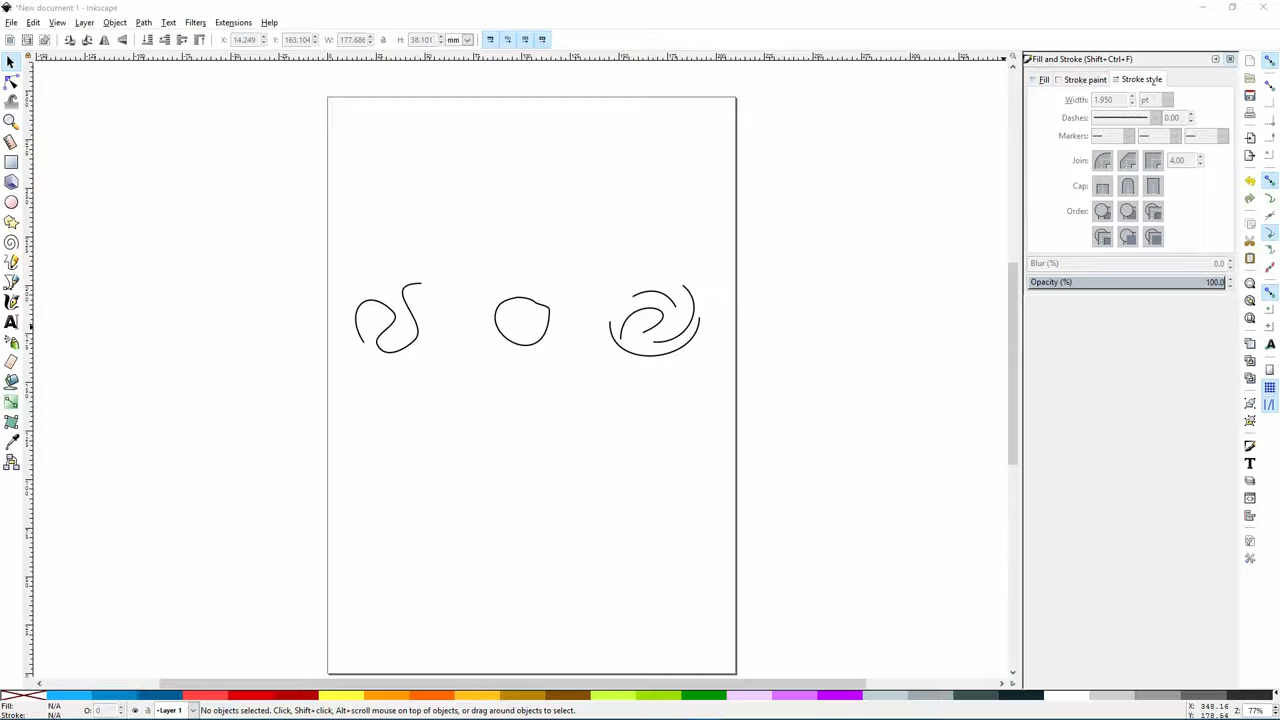 *New document 1 - Inkscape
File Edit View Layer Object Path Text Filters Extensions Help
X: 14.249 Y: 163.104 W: 177.686 H: 38.101 mm
Fill and Stroke (Shift+Ctrl+F)
Fill Stroke paint Stroke style
Width: 1.950 pt
Dashes: 0.00
Markers:
Join: 4.00
Cap:
Order:
Blur (%) 0.0
Opacity (%) 100.0
Fill: N/A
Stroke: N/A
O: 0
Layer 1
No objects selected. Click, Shift+click, Alt+scroll mouse on top of objects, or drag around objects to select.
X: 348.16
Y: 178.54
Z: 77%